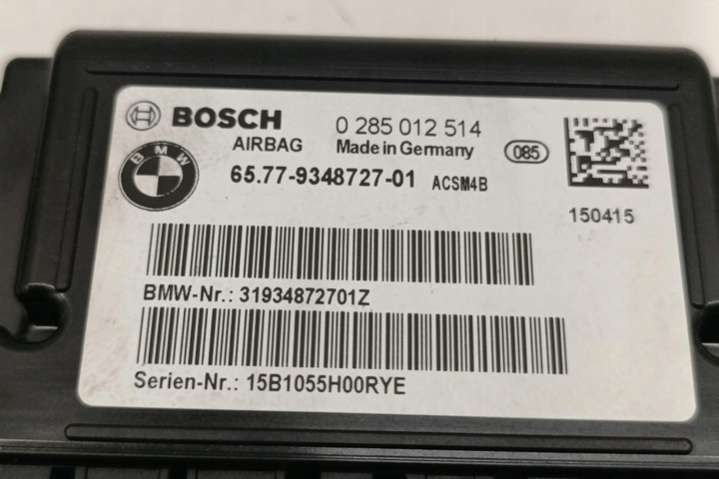 BOSCH 0 285 012 514
AIRBAG Made in Germany 085
BMW 65.77-9348727-01 ACSM4B
150415
BMW-Nr.: 31934872701Z
Serien-Nr.: 15B1055H00RYE